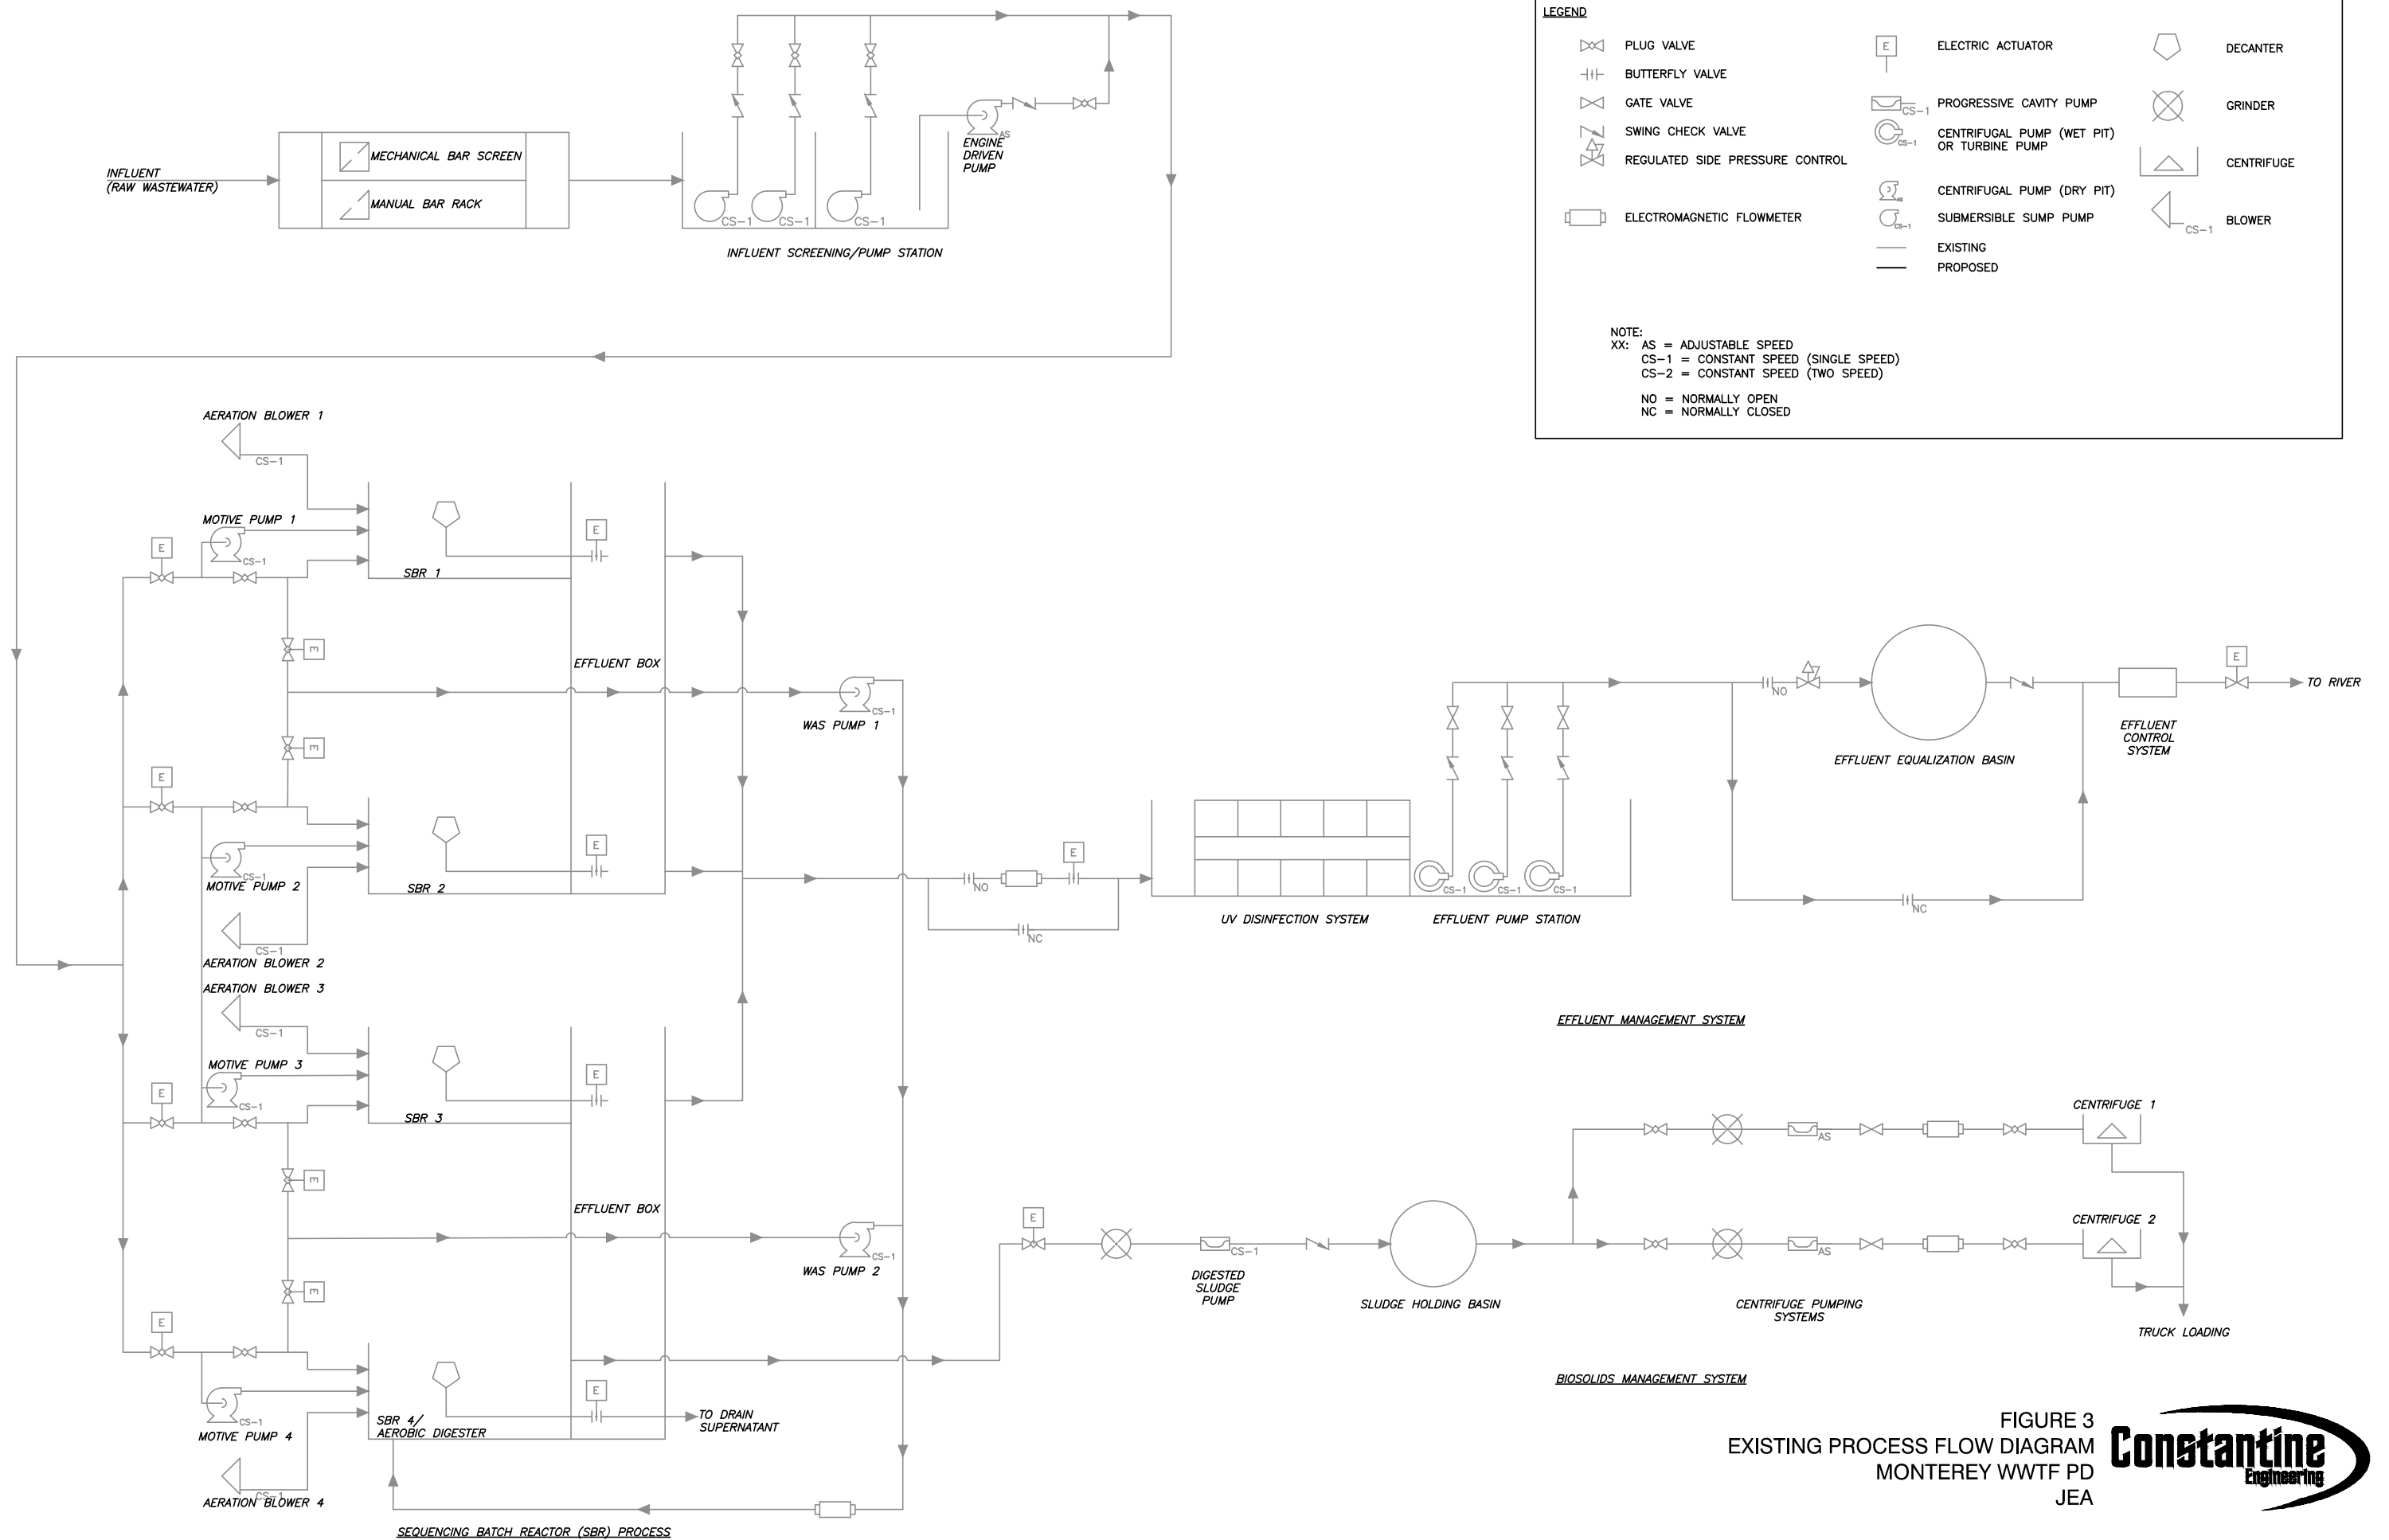 LEGEND
PLUG VALVE
BUTTERFLY VALVE
GATE VALVE
SWING CHECK VALVE
REGULATED SIDE PRESSURE CONTROL
ELECTROMAGNETIC FLOWMETER
E
ELECTRIC ACTUATOR
CS-1
PROGRESSIVE CAVITY PUMP
CS-1
CENTRIFUGAL PUMP (WET PIT)
OR TURBINE PUMP
AS
CENTRIFUGAL PUMP (DRY PIT)
CS-1
SUBMERSIBLE SUMP PUMP
EXISTING
PROPOSED
DECANTER
GRINDER
CENTRIFUGE
CS-1
BLOWER
NOTE:
XX: AS = ADJUSTABLE SPEED
CS-1 = CONSTANT SPEED (SINGLE SPEED)
CS-2 = CONSTANT SPEED (TWO SPEED)
NO = NORMALLY OPEN
NC = NORMALLY CLOSED
INFLUENT
(RAW WASTEWATER)
MECHANICAL BAR SCREEN
MANUAL BAR RACK
CS-1
CS-1
CS-1
AS
ENGINE
DRIVEN
PUMP
INFLUENT SCREENING/PUMP STATION
AERATION BLOWER 1
CS-1
MOTIVE PUMP 1
CS-1
E
E
SBR 1
E
EFFLUENT BOX
CS-1
WAS PUMP 1
E
E
E
CS-1
MOTIVE PUMP 2
SBR 2
CS-1
AERATION BLOWER 2
AERATION BLOWER 3
CS-1
MOTIVE PUMP 3
CS-1
E
E
SBR 3
E
EFFLUENT BOX
CS-1
WAS PUMP 2
E
E
CS-1
MOTIVE PUMP 4
E
SBR 4/
AEROBIC DIGESTER
TO DRAIN
SUPERNATANT
CS-1
AERATION BLOWER 4
SEQUENCING BATCH REACTOR (SBR) PROCESS
NO
E
NC
UV DISINFECTION SYSTEM
CS-1
CS-1
CS-1
EFFLUENT PUMP STATION
NO
EFFLUENT EQUALIZATION BASIN
NC
EFFLUENT
CONTROL
SYSTEM
E
TO RIVER
EFFLUENT MANAGEMENT SYSTEM
E
CS-1
DIGESTED
SLUDGE
PUMP
SLUDGE HOLDING BASIN
AS
CENTRIFUGE 1
AS
CENTRIFUGE 2
CENTRIFUGE PUMPING
SYSTEMS
TRUCK LOADING
BIOSOLIDS MANAGEMENT SYSTEM
FIGURE 3
EXISTING PROCESS FLOW DIAGRAM
MONTEREY WWTF PD
JEA
Constantine
Engineering